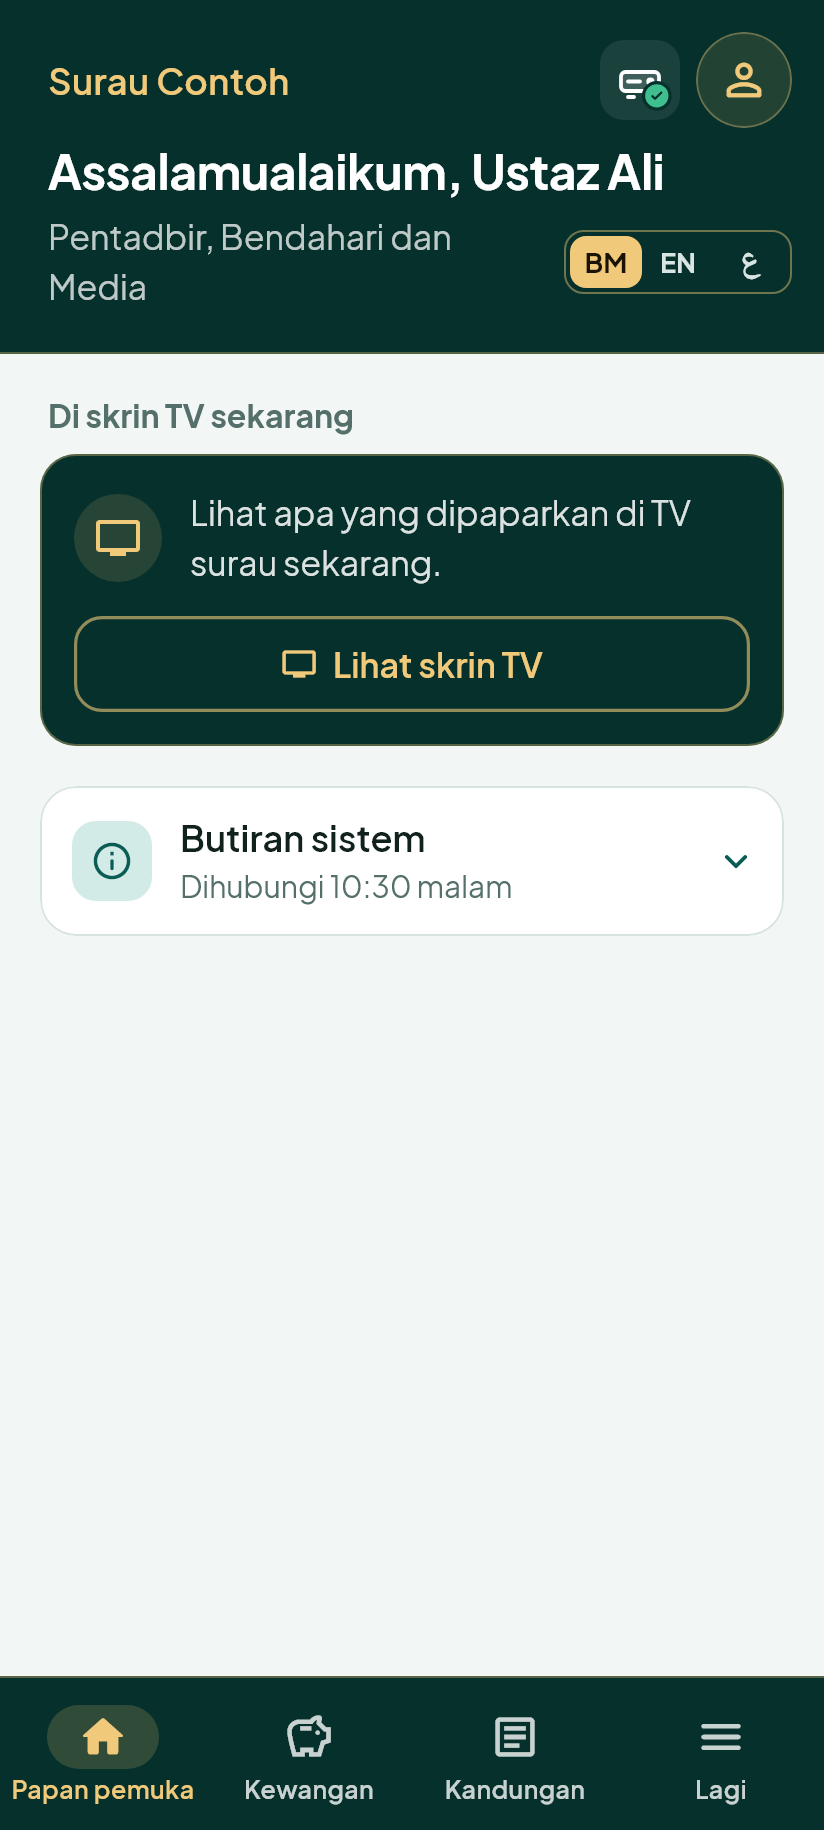 Surau Contoh
Assalamualaikum, Ustaz Ali
Pentadbir, Bendahari dan
Media
BM EN ع
Di skrin TV sekarang
Lihat apa yang dipaparkan di TV
surau sekarang.
Lihat skrin TV
Butiran sistem
Dihubungi 10:30 malam
Papan pemuka Kewangan Kandungan Lagi